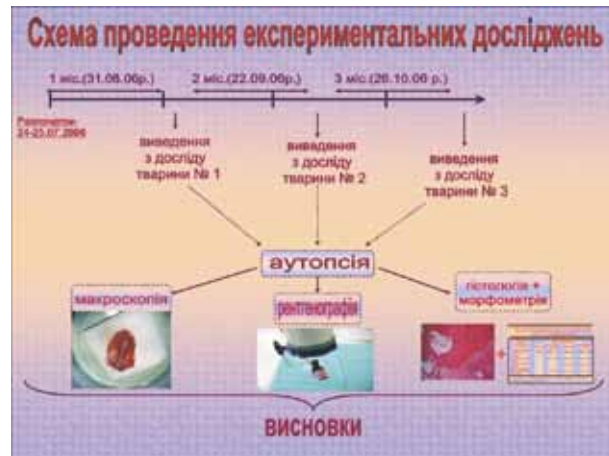 Схема проведення експериментальних досліджень
1 міс.(31.08.06р.) 2 міс.(22.09.06р.) 3 міс.(26.10.06 р.)
Розпочато:
24-25.07.2006
виведення
з досліду
тварини № 1
виведення
з досліду
тварини № 2
виведення
з досліду
тварини № 3
аутопсія
макроскопія
рентгенографія
гістологія +
морфометрія
+
ВИСНОВКИ